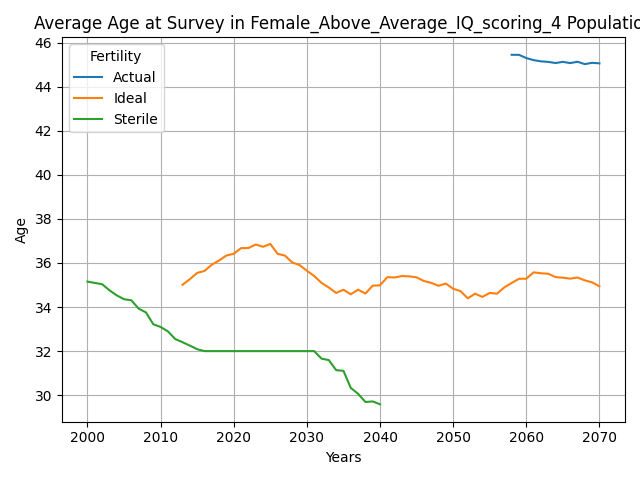 Average Age at Survey in Female_Above_Average_IQ_scoring_4 Populatio
Age
46
44
42
40
38
36
34
32
30
Fertility
Actual
Ideal
Sterile
2000 2010 2020 2030 2040 2050 2060 2070
Years